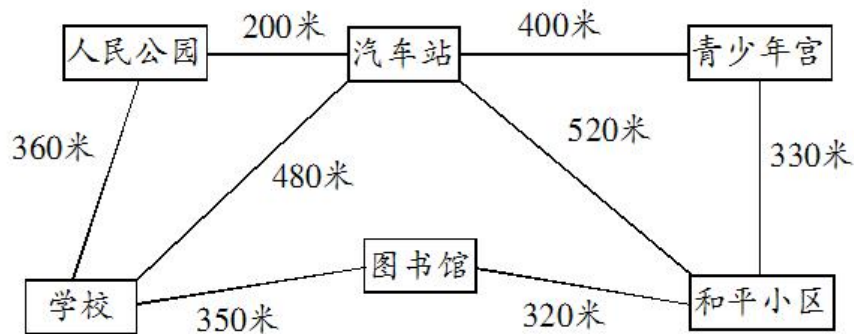 200米
400米
人民公园
汽车站
青少年宫
360米
480米
520米
330米
图书馆
学校
和平小区
350米
320米